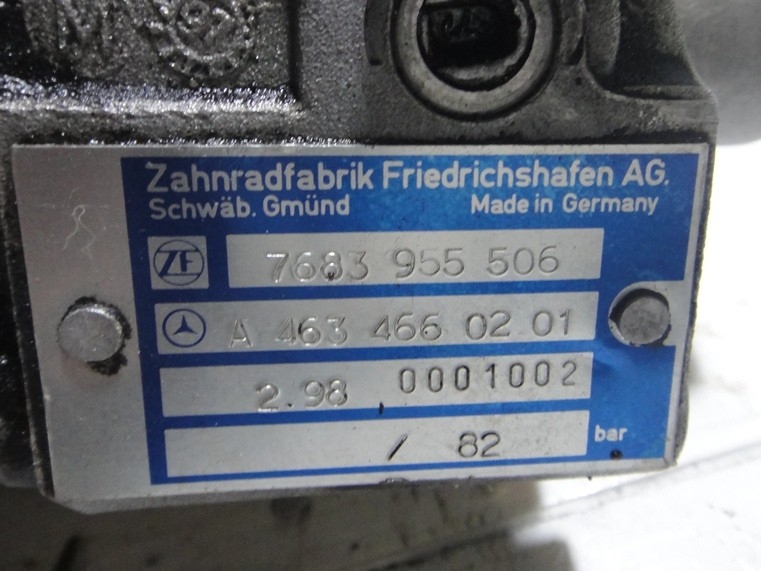 M 97
Zahnradfabrik Friedrichshafen AG.
Schwäb. Gmünd Made in Germany
ZF 7683 955 506
A 463 466 02 01
2.98 0001002
/ 82 bar